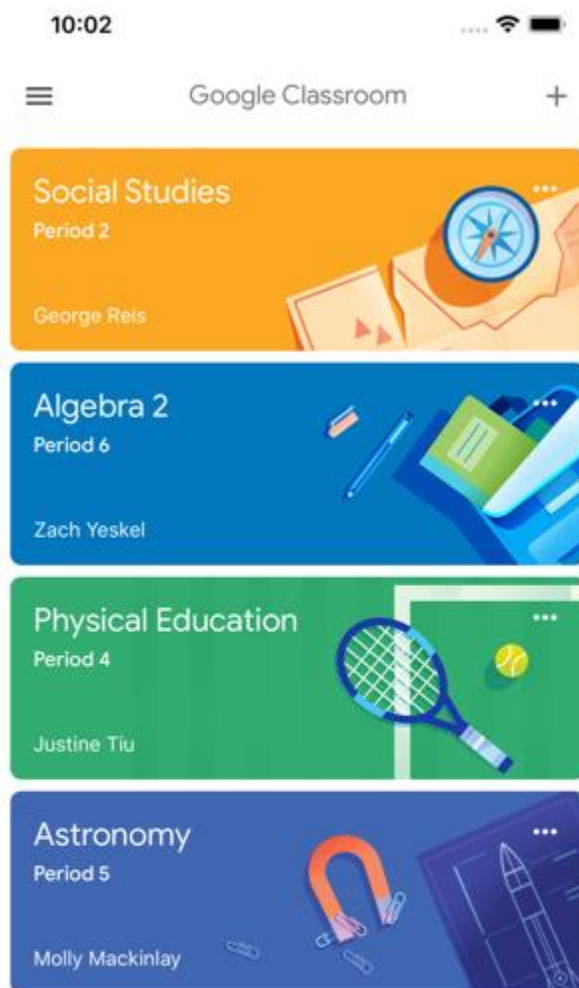 10:02
Google Classroom
Social Studies
Period 2
George Reis
Algebra 2
Period 6
Zach Yeskel
Physical Education
Period 4
Justine Tiu
Astronomy
Period 5
Molly Mackinlay